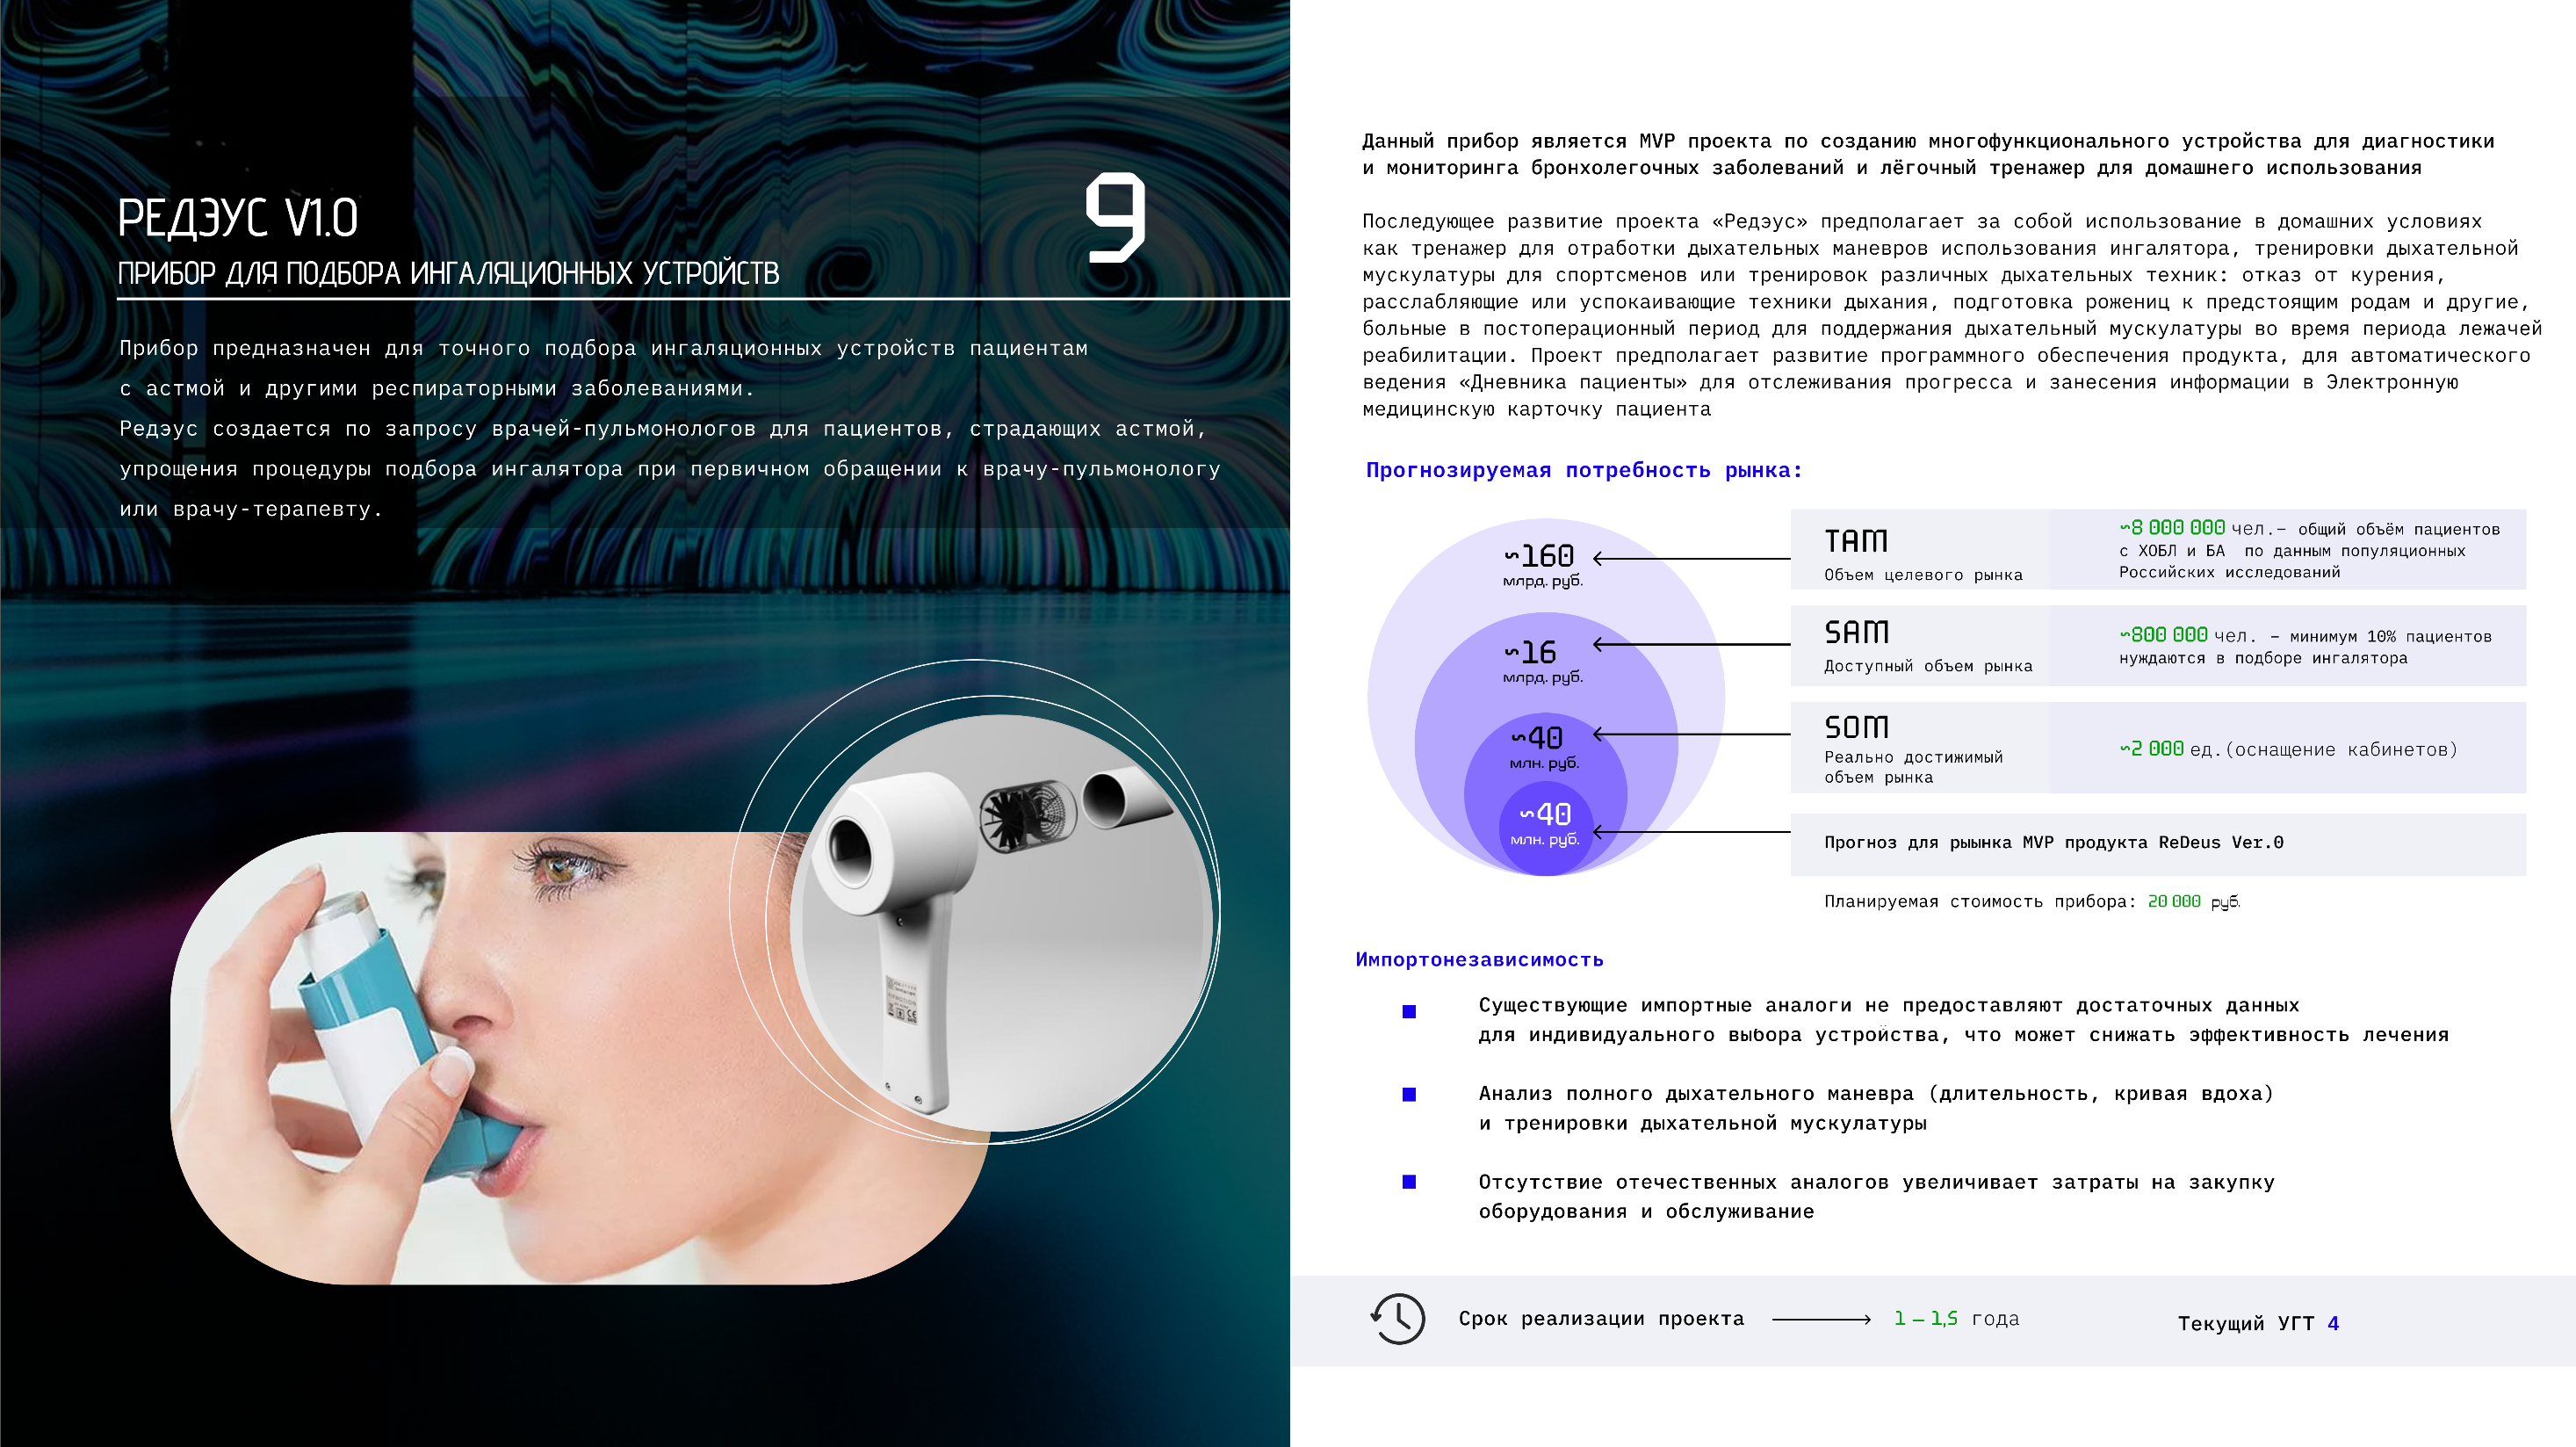 РЕДЭУС V1.0
9
ПРИБОР ДЛЯ ПОДБОРА ИНГАЛЯЦИОННЫХ УСТРОЙСТВ
Прибор предназначен для точного подбора ингаляционных устройств пациентам
с астмой и другими респираторными заболеваниями.
Редэус создается по запросу врачей-пульмонологов для пациентов, страдающих астмой,
упрощения процедуры подбора ингалятора при первичном обращении к врачу-пульмонологу
или врачу-терапевту.
Данный прибор является MVP проекта по созданию многофункционального устройства для диагностики
и мониторинга бронхолегочных заболеваний и лёгочный тренажер для домашнего использования
Последующее развитие проекта «Редэус» предполагает за собой использование в домашних условиях
как тренажер для отработки дыхательных маневров использования ингалятора, тренировки дыхательной
мускулатуры для спортсменов или тренировок различных дыхательных техник: отказ от курения,
расслабляющие или успокаивающие техники дыхания, подготовка рожениц к предстоящим родам и другие,
больные в постоперационный период для поддержания дыхательный мускулатуры во время периода лежачей
реабилитации. Проект предполагает развитие программного обеспечения продукта, для автоматического
ведения «Дневника пациенты» для отслеживания прогресса и занесения информации в Электронную
медицинскую карточку пациента
Прогнозируемая потребность рынка:
~160
млрд. руб.
TAM
Объем целевого рынка
~8 000 000 чел.– общий объём пациентов
с ХОБЛ и БА по данным популяционных
Российских исследований
~16
млрд. руб.
SAM
Доступный объем рынка
~800 000 чел. – минимум 10% пациентов
нуждаются в подборе ингалятора
~40
млн. руб.
SOM
Реально достижимый
объем рынка
~2 000 ед.(оснащение кабинетов)
~40
млн. руб.
Прогноз для рыынка MVP продукта ReDeus Ver.0
Планируемая стоимость прибора: 20 000 руб.
Импортонезависимость
Существующие импортные аналоги не предоставляют достаточных данных
для индивидуального выбора устройства, что может снижать эффективность лечения
Анализ полного дыхательного маневра (длительность, кривая вдоха)
и тренировки дыхательной мускулатуры
Отсутствие отечественных аналогов увеличивает затраты на закупку
оборудования и обслуживание
Срок реализации проекта
1 – 1,5 года
Текущий УГТ 4